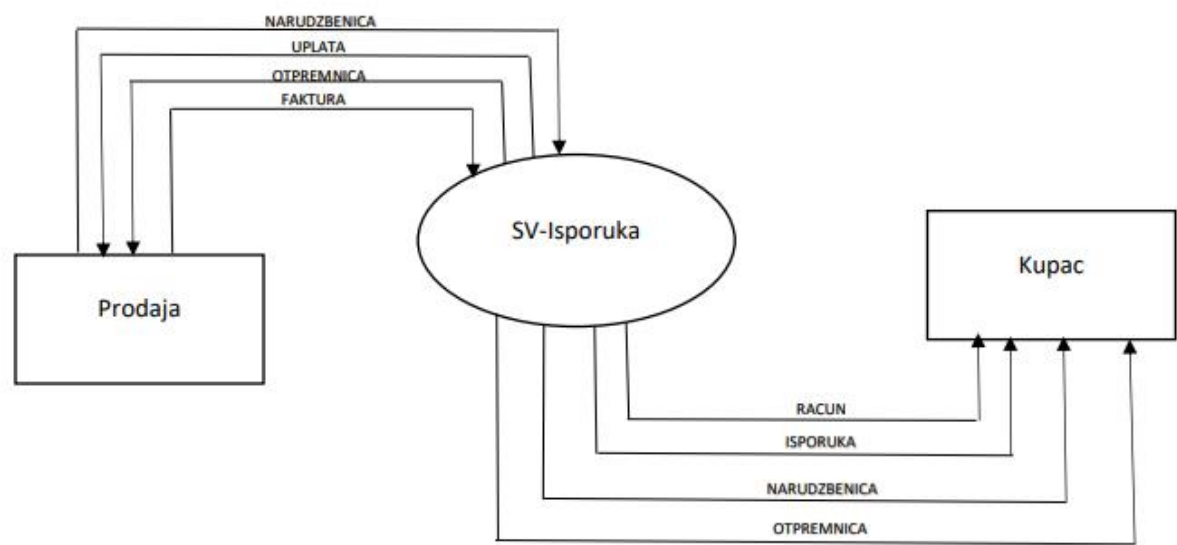 NARUDZBENICA
UPLATA
OTPREMNICA
FAKTURA
SV-Isporuka
Kupac
Prodaja
RACUN
ISPORUKA
NARUDZBENICA
OTPREMNICA